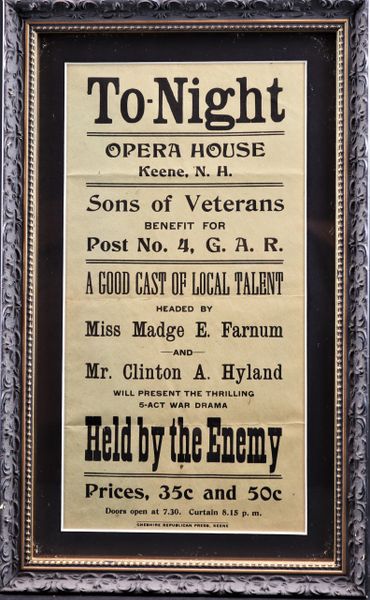 To-Night
OPERA HOUSE
Keene, N. H.
Sons of Veterans
BENEFIT FOR
Post No. 4, G. A. R.
A GOOD CAST OF LOCAL TALENT
HEADED BY
Miss Madge E. Farnum
—AND—
Mr. Clinton A. Hyland
WILL PRESENT THE THRILLING
5-ACT WAR DRAMA
Held by the Enemy
Prices, 35c and 50c
Doors open at 7.30. Curtain 8.15 p. m.
CHESHIRE REPUBLICAN PRESS, KEENE